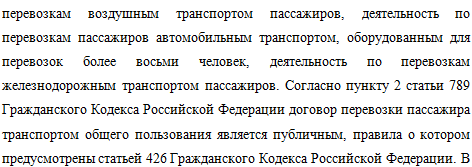 перевозкам воздушным транспортом пассажиров, деятельность по
перевозкам пассажиров автомобильным транспортом, оборудованным для
перевозок более восьми человек, деятельность по перевозкам
железнодорожным транспортом пассажиров. Согласно пункту 2 статьи 789
Гражданского Кодекса Российской Федерации договор перевозки пассажира
транспортом общего пользования является публичным, правила о котором
предусмотрены статьей 426 Гражданского Кодекса Российской Федерации. В